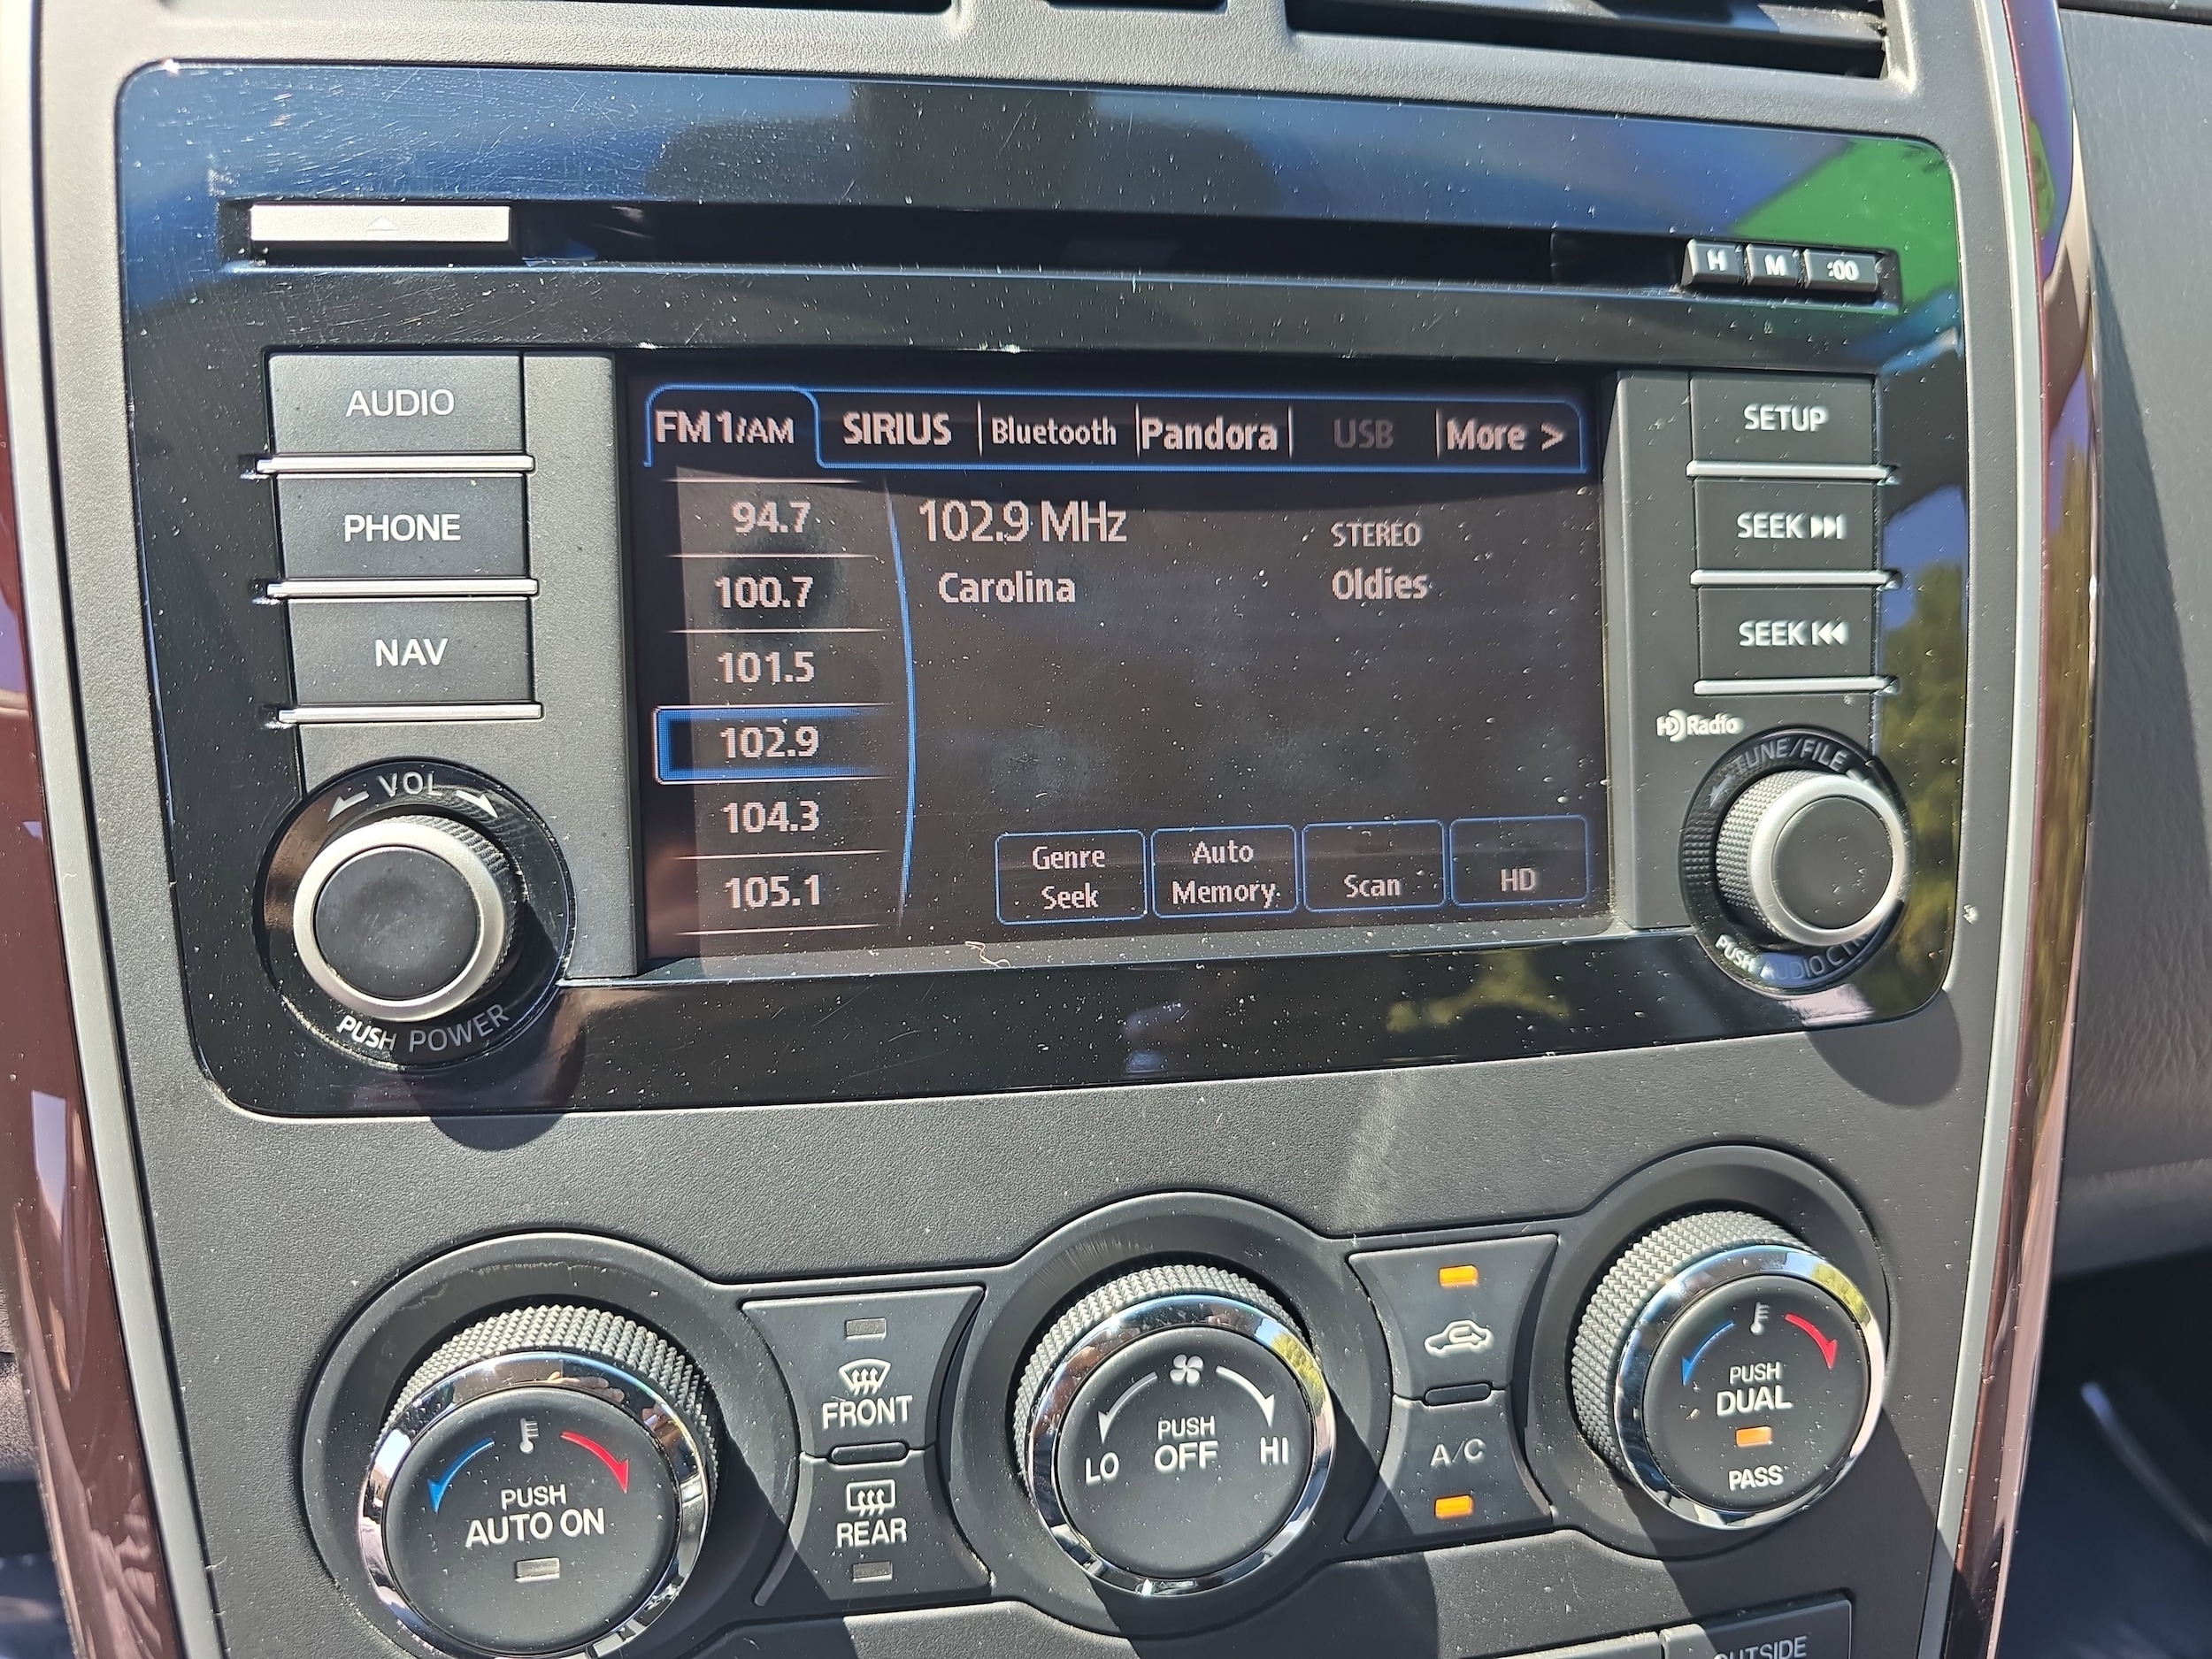 H M :00
AUDIO
PHONE
NAV
VOL
PUSH POWER
FM1/AM SIRIUS Bluetooth Pandora USB More >
94.7
100.7
101.5
102.9
104.3
105.1
102.9 MHz STEREO
Carolina Oldies
Genre Seek
Auto Memory
Scan
HD
SETUP
SEEK
SEEK
HD Radio
TUNE/FILE
PUSH AUDIO
PUSH
AUTO ON
FRONT
REAR
PUSH
LO OFF HI
A/C
PUSH
DUAL
PASS
OUTSIDE